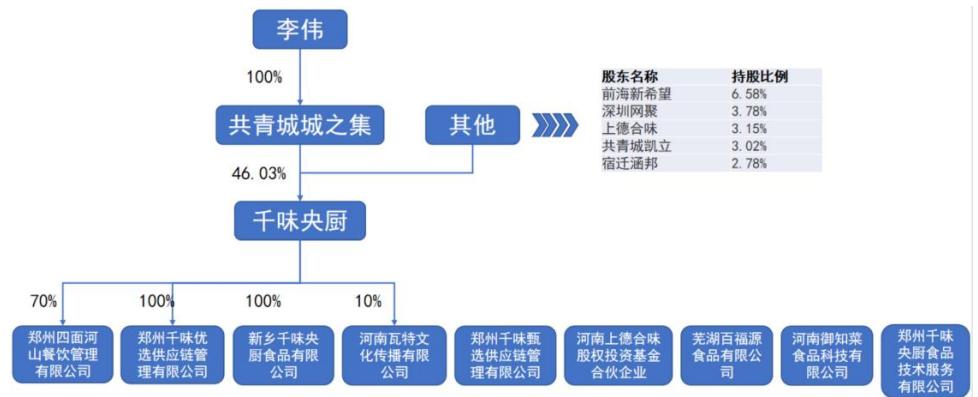 李伟
100%
共青城城之集
其他
股东名称 持股比例
前海新希望 6.58%
深圳网聚 3.78%
上德合味 3.15%
共青城凯立 3.02%
宿迁涵邦 2.78%
46.03%
千味央厨
70%
100%
100%
10%
郑州四面河
山餐饮管理
有限公司
郑州千味优
选供应链管
理有限公司
新乡千味央
厨食品有限
公司
河南瓦特文
化传播有限
公司
郑州千味甄
选供应链管
理有限公司
河南上德合味
股权投资基金
合伙企业
芜湖百福源
食品有限公
司
河南御知菜
食品科技有
限公司
郑州千味
央厨食品
技术服务
有限公司